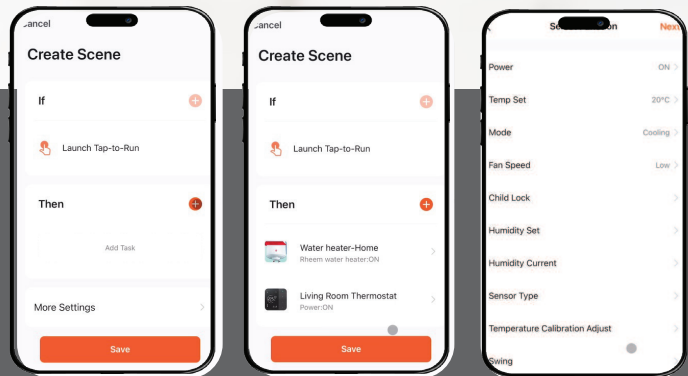 Cancel
Create Scene
If
Launch Tap-to-Run
Then
Add Task
More Settings
Save
Cancel
Create Scene
If
Launch Tap-to-Run
Then
Water heater-Home
Rheem water heater:ON
Living Room Thermostat
Power:ON
Save
Next
Power ON
Temp Set 20°C
Mode Cooling
Fan Speed Low
Child Lock
Humidity Set
Humidity Current
Sensor Type
Temperature Calibration Adjust
Swing